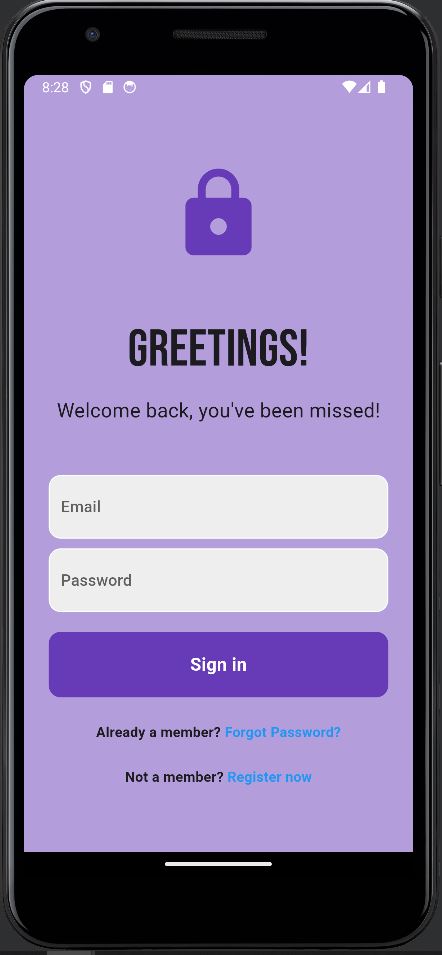 8:28
GREETINGS!
Welcome back, you've been missed!
Email
Password
Sign in
Already a member? Forgot Password?
Not a member? Register now